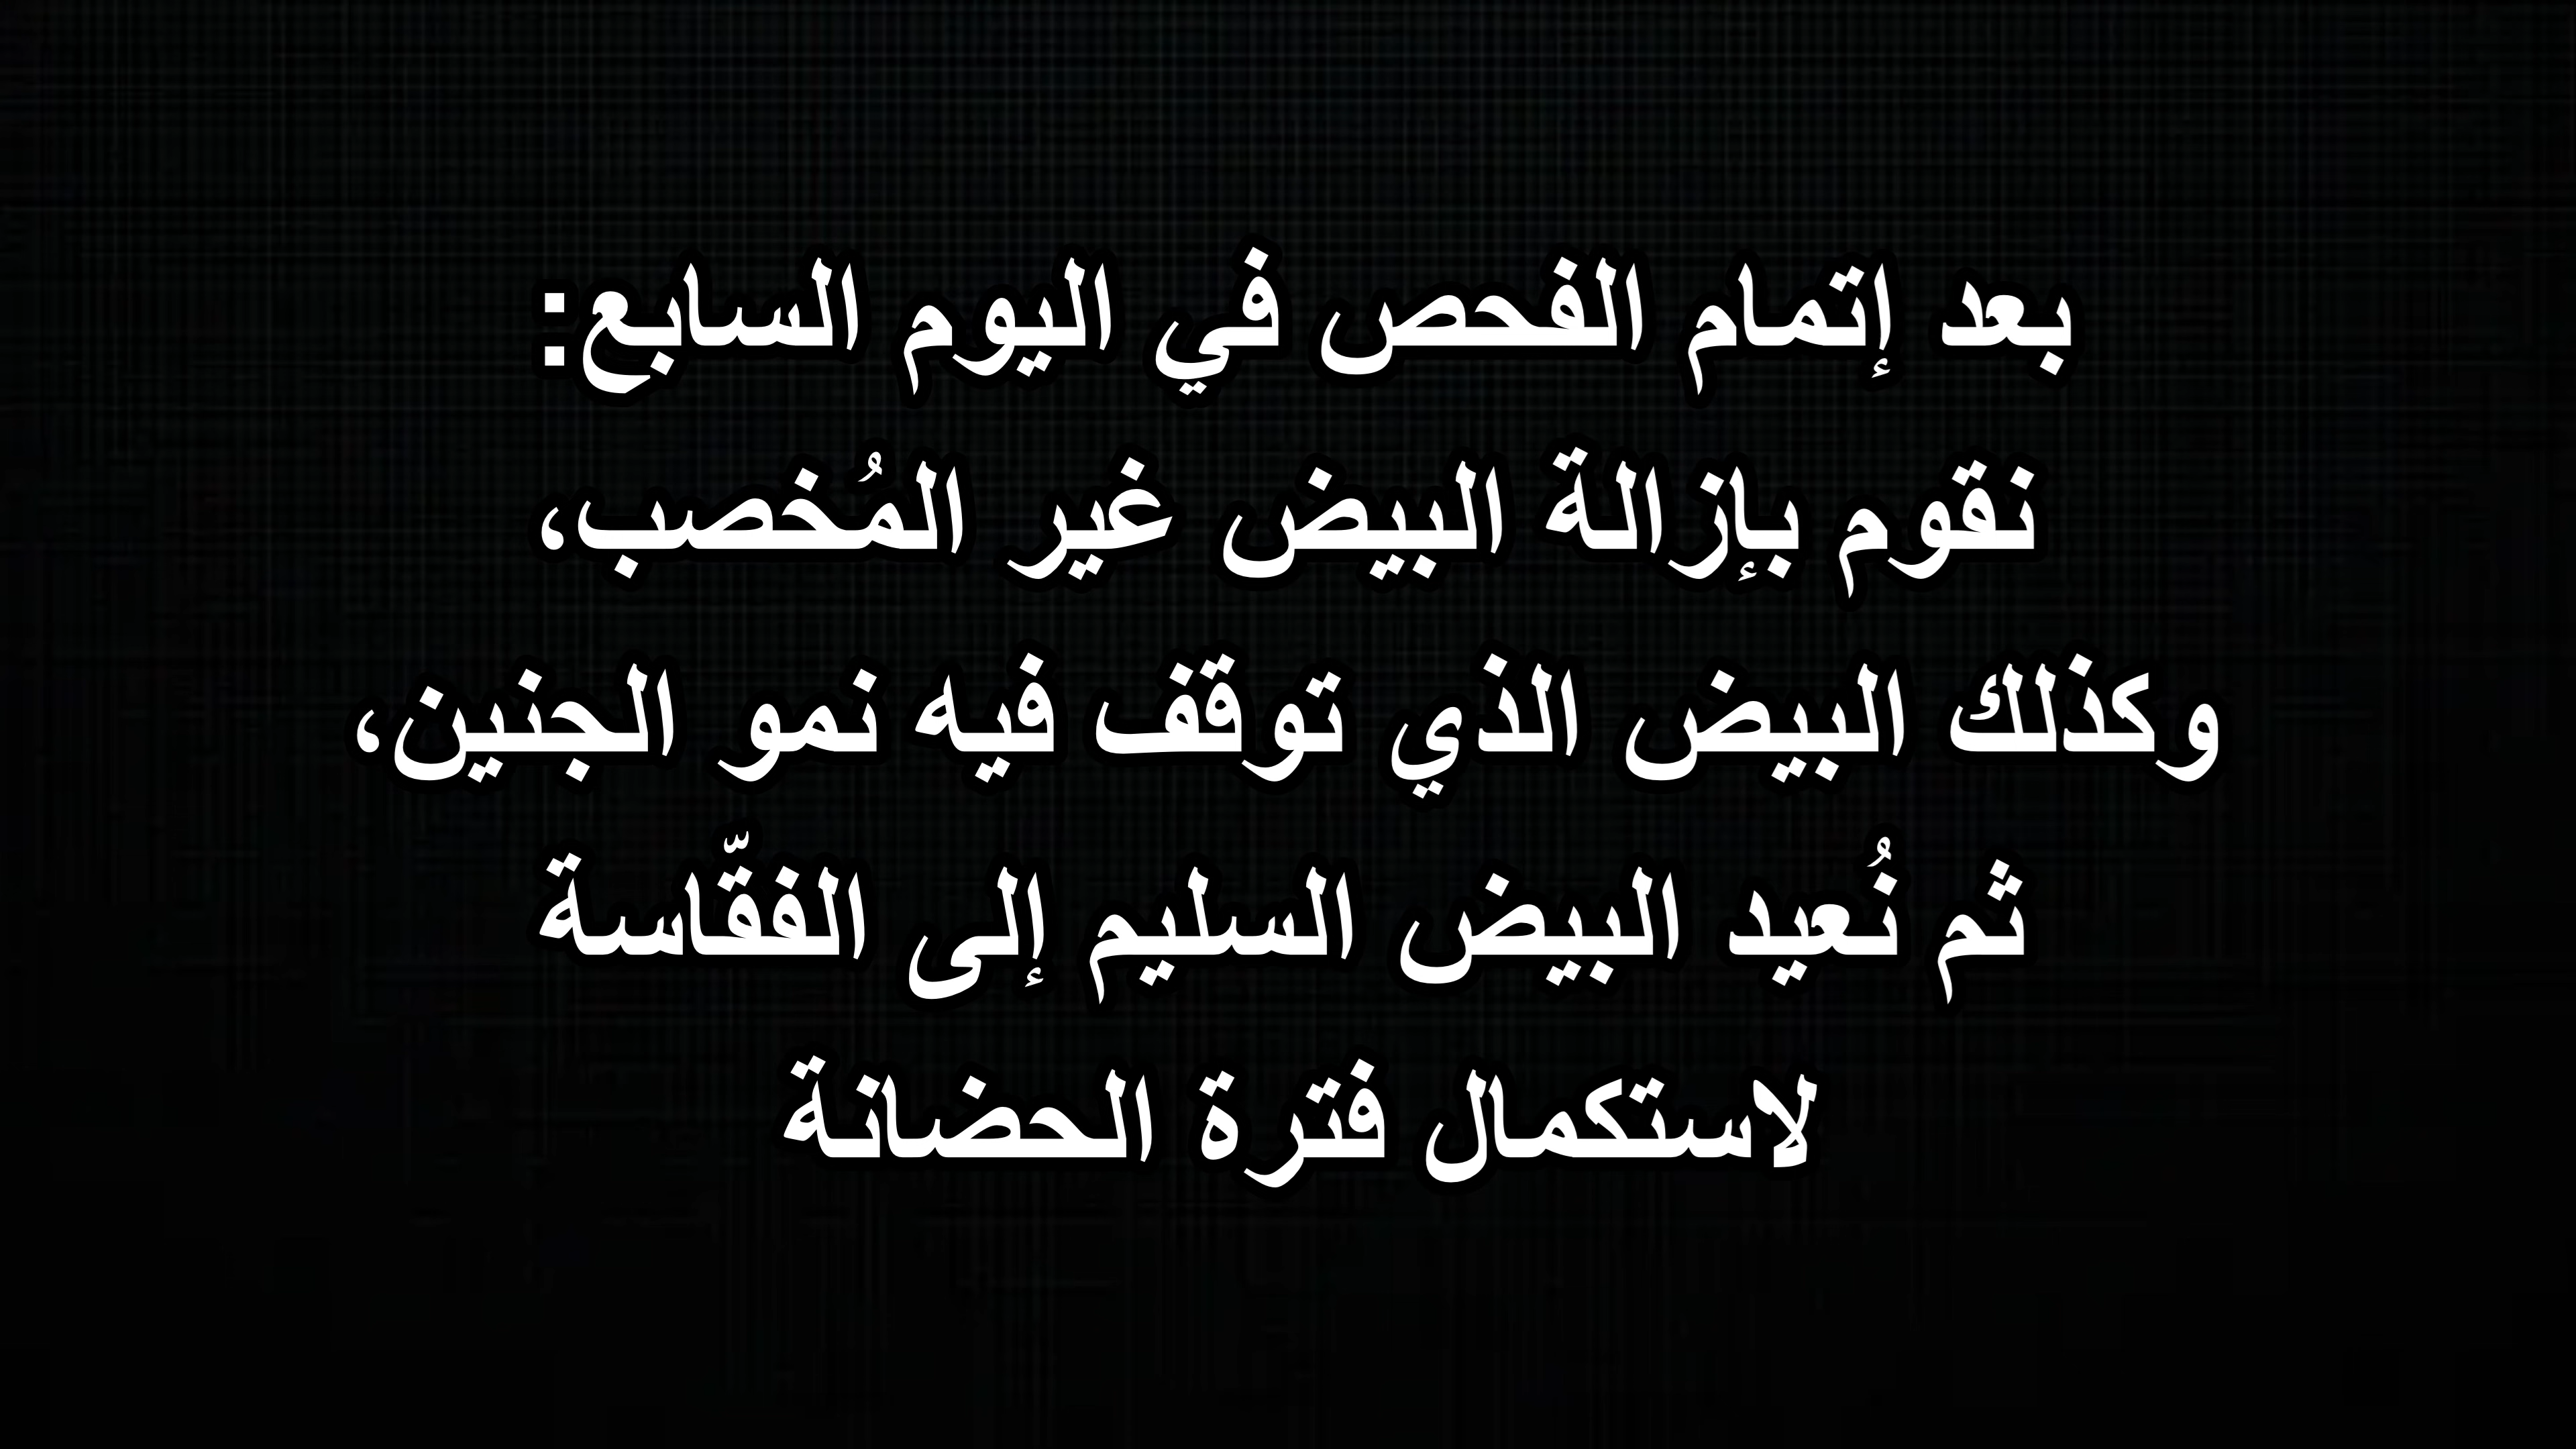 بعد إتمام الفحص في اليوم السابع:
نقوم بإزالة البيض غير المُخصب،
وكذلك البيض الذي توقف فيه نمو الجنين،
ثم نُعيد البيض السليم إلى الفقّاسة
لاستكمال فترة الحضانة